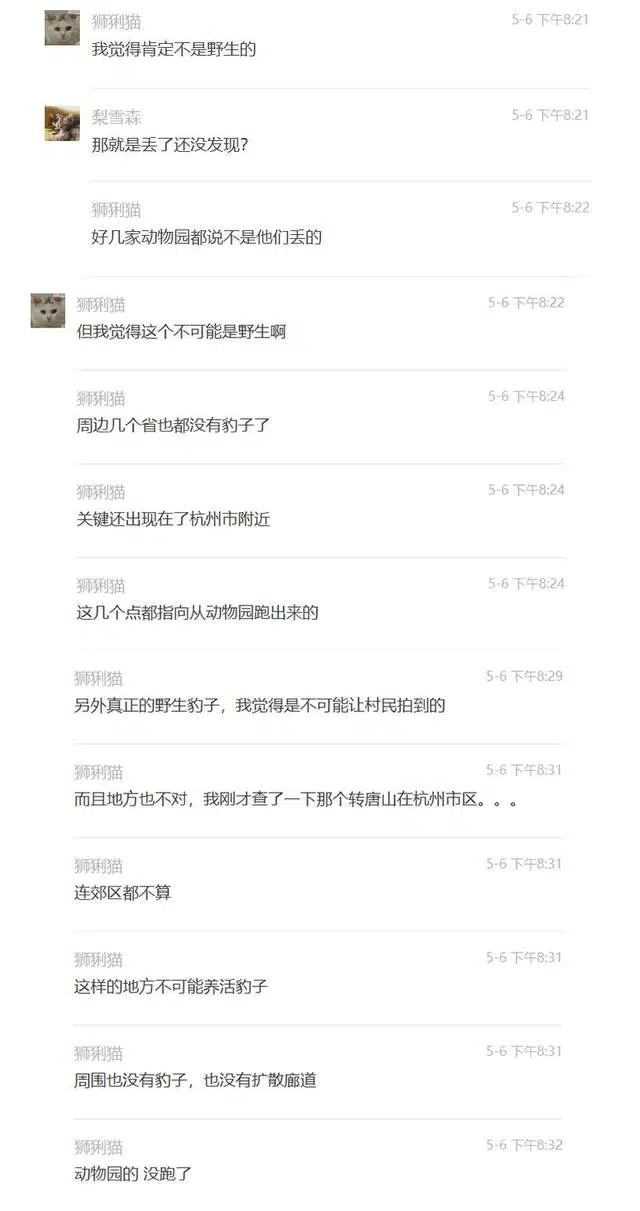 狮猁猫
5-6 下午8:21
我觉得肯定不是野生的
梨雪森
5-6 下午8:21
那就是丢了还没发现?
狮猁猫
5-6 下午8:22
好几家动物园都说不是他们丢的
狮猁猫
5-6 下午8:22
但我觉得这个不可能是野生啊
狮猁猫
5-6 下午8:24
周边几个省也都没有豹子了
狮猁猫
5-6 下午8:24
关键还出现在了杭州市附近
狮猁猫
5-6 下午8:24
这几个点都指向从动物园跑出来的
狮猁猫
5-6 下午8:29
另外真正的野生豹子，我觉得是不可能让村民拍到的
狮猁猫
5-6 下午8:31
而且地方也不对，我刚才查了一下那个转唐山在杭州市区。。。
狮猁猫
5-6 下午8:31
连郊区都不算
狮猁猫
5-6 下午8:31
这样的地方不可能养活豹子
狮猁猫
5-6 下午8:31
周围也没有豹子，也没有扩散廊道
狮猁猫
5-6 下午8:32
动物园的 没跑了